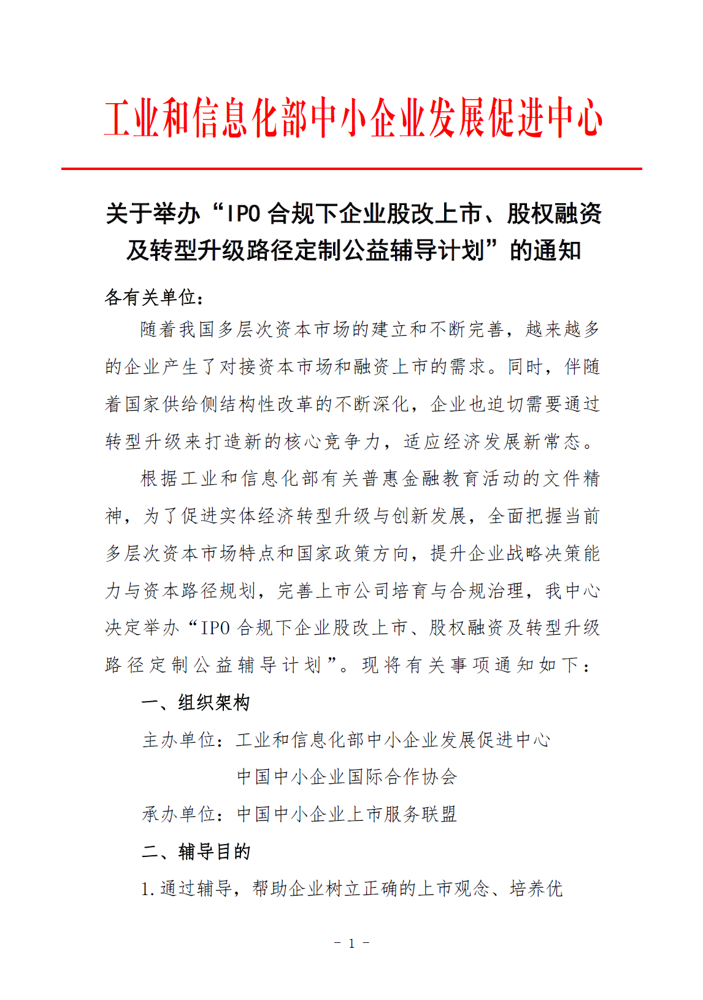 工业和信息化部中小企业发展促进中心
关于举办“IPO 合规下企业股改上市、股权融资
及转型升级路径定制公益辅导计划”的通知
各有关单位：
随着我国多层次资本市场的建立和不断完善，越来越多
的企业产生了对接资本市场和融资上市的需求。同时，伴随
着国家供给侧结构性改革的不断深化，企业也迫切需要通过
转型升级来打造新的核心竞争力，适应经济发展新常态。
根据工业和信息化部有关普惠金融教育活动的文件精
神，为了促进实体经济转型升级与创新发展，全面把握当前
多层次资本市场特点和国家政策方向，提升企业战略决策能
力与资本路径规划，完善上市公司培育与合规治理，我中心
决定举办“IPO 合规下企业股改上市、股权融资及转型升级
路径定制公益辅导计划”。现将有关事项通知如下：
一、组织架构
主办单位：工业和信息化部中小企业发展促进中心
中国中小企业国际合作协会
承办单位：中国中小企业上市服务联盟
二、辅导目的
1.通过辅导，帮助企业树立正确的上市观念、培养优
- 1 -